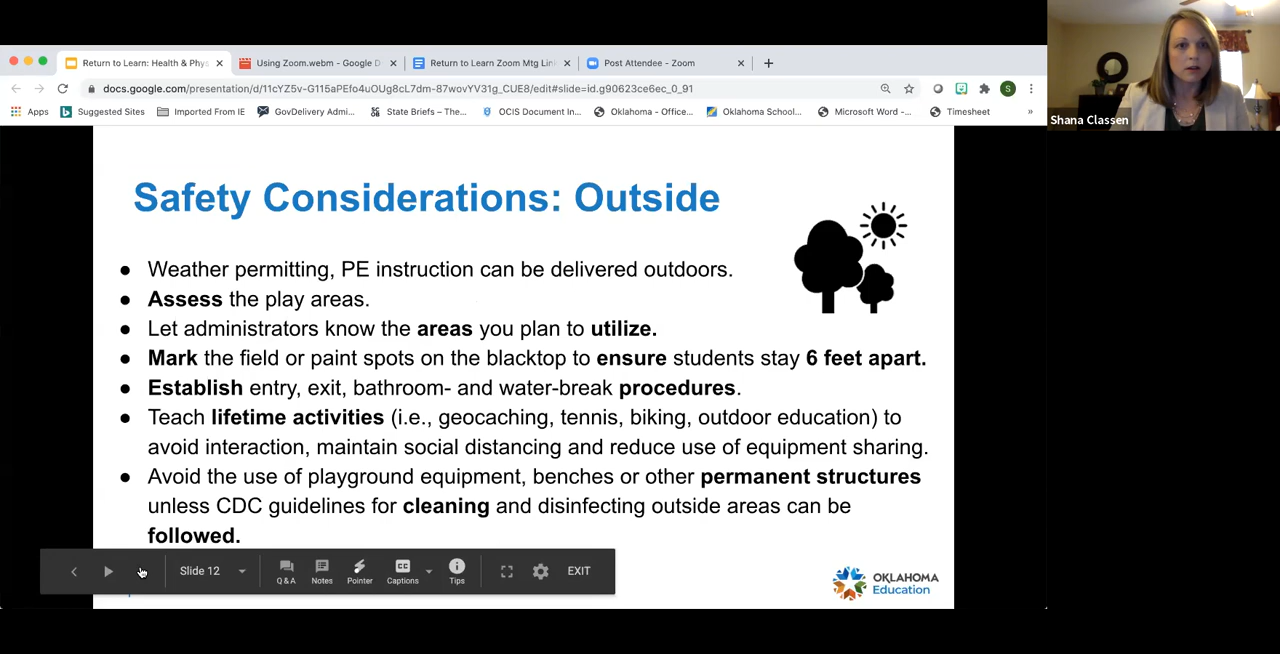 Shana Classen
Return to Learn: Health & Phys
Using Zoom.webm - Google D
Return to Learn Zoom Mtg Lin
Post Attendee - Zoom
docs.google.com/presentation/d/11cYZ5v-G115aPEfo4uOUg8cL7dm-87wovYV31g_CUE8/edit#slide=id.g90623ce6ec_0_91
S
Apps
Suggested Sites
Imported From IE
GovDelivery Admi...
State Briefs – The...
OCIS Document In...
Oklahoma - Office...
Oklahoma School...
Microsoft Word -...
Timesheet
»
Safety Considerations: Outside
● Weather permitting, PE instruction can be delivered outdoors.
● Assess the play areas.
● Let administrators know the areas you plan to utilize.
● Mark the field or paint spots on the blacktop to ensure students stay 6 feet apart.
● Establish entry, exit, bathroom- and water-break procedures.
● Teach lifetime activities (i.e., geocaching, tennis, biking, outdoor education) to
avoid interaction, maintain social distancing and reduce use of equipment sharing.
● Avoid the use of playground equipment, benches or other permanent structures
unless CDC guidelines for cleaning and disinfecting outside areas can be
followed.
Slide 12
Q & A
Notes
Pointer
CC
Captions
Tips
EXIT
OKLAHOMA
Education